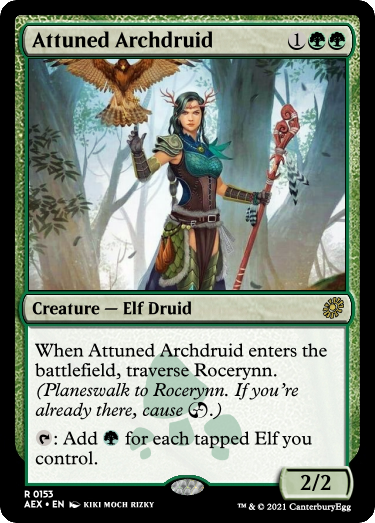 Attuned Archdruid 1
Creature — Elf Druid
When Attuned Archdruid enters the
battlefield, traverse Rocerynn.
(Planeswalk to Rocerynn. If you're
already there, cause .)
: Add for each tapped Elf you
control.
2/2
R 0153
AEX • EN KIKI MOCH RIZKY
™ & © 2021 CanterburyEgg